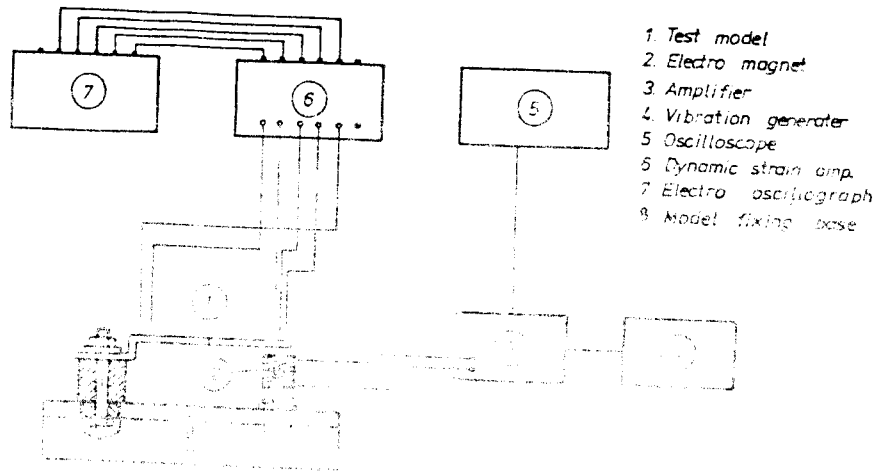 7
6
5
1. Test model
2. Electro magnet
3. Amplifier
4. Vibration generater
5 Oscilloscope
6 Dynamic strain amp.
7 Electro oscillograph
8 Model fixing base
1